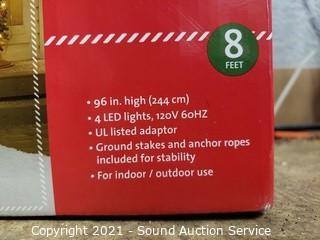 8
FEET
• 96 in. high (244 cm)
• 4 LED lights, 120V 60HZ
• UL listed adaptor
• Ground stakes and anchor ropes
included for stability
• For indoor / outdoor use
Copyright 2021 - Sound Auction Service